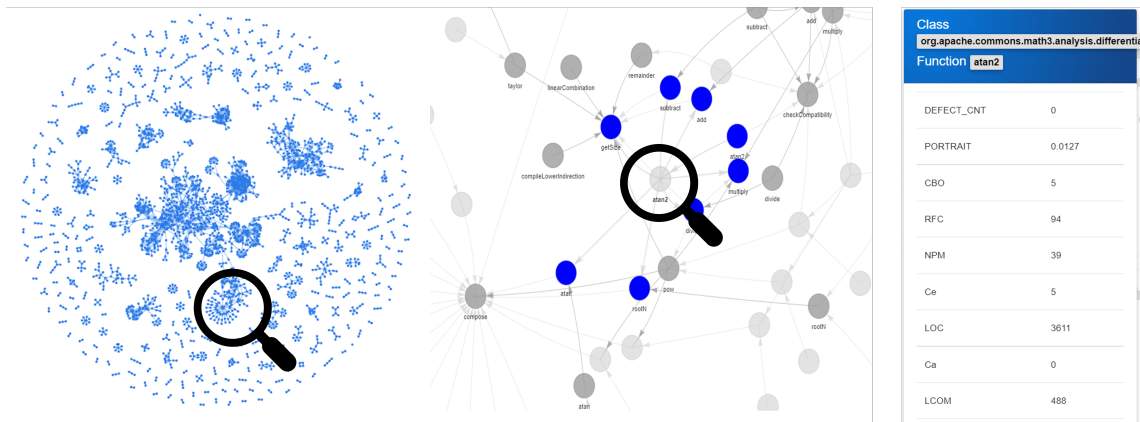 subtract
add
multiply
taylor
linearCombination
remainder
subtract
add
checkCompatibility
getSize
atan2
compileLowerIndirection
multiply
divide
atan2
atan
pow
rootN
compose
rootN
atan
Class
org.apache.commons.math3.analysis.differentia
Function atan2
DEFECT_CNT 0
PORTRAIT 0.0127
CBO 5
RFC 94
NPM 39
Ce 5
LOC 3611
Ca 0
LCOM 488